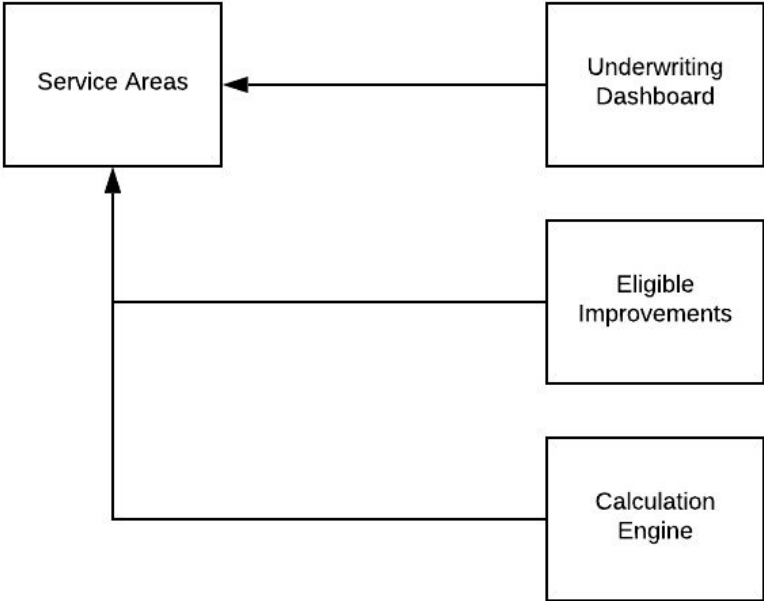 Service Areas
Underwriting
Dashboard
Eligible
Improvements
Calculation
Engine